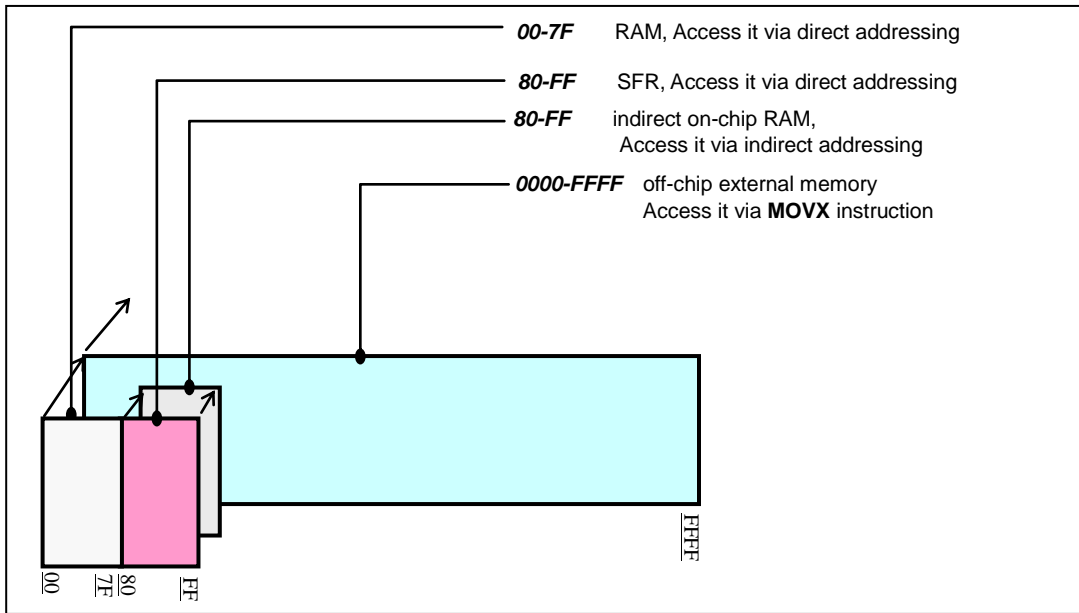 00-7F RAM, Access it via direct addressing
80-FF SFR, Access it via direct addressing
80-FF indirect on-chip RAM,
Access it via indirect addressing
0000-FFFF off-chip external memory
Access it via MOVX instruction
00
7F
80
FF
FFFF